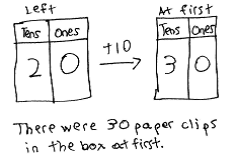 Left
At first
Tens Ones
+10
Tens Ones
2 0
3 0
There were 30 paper clips
in the box at first.